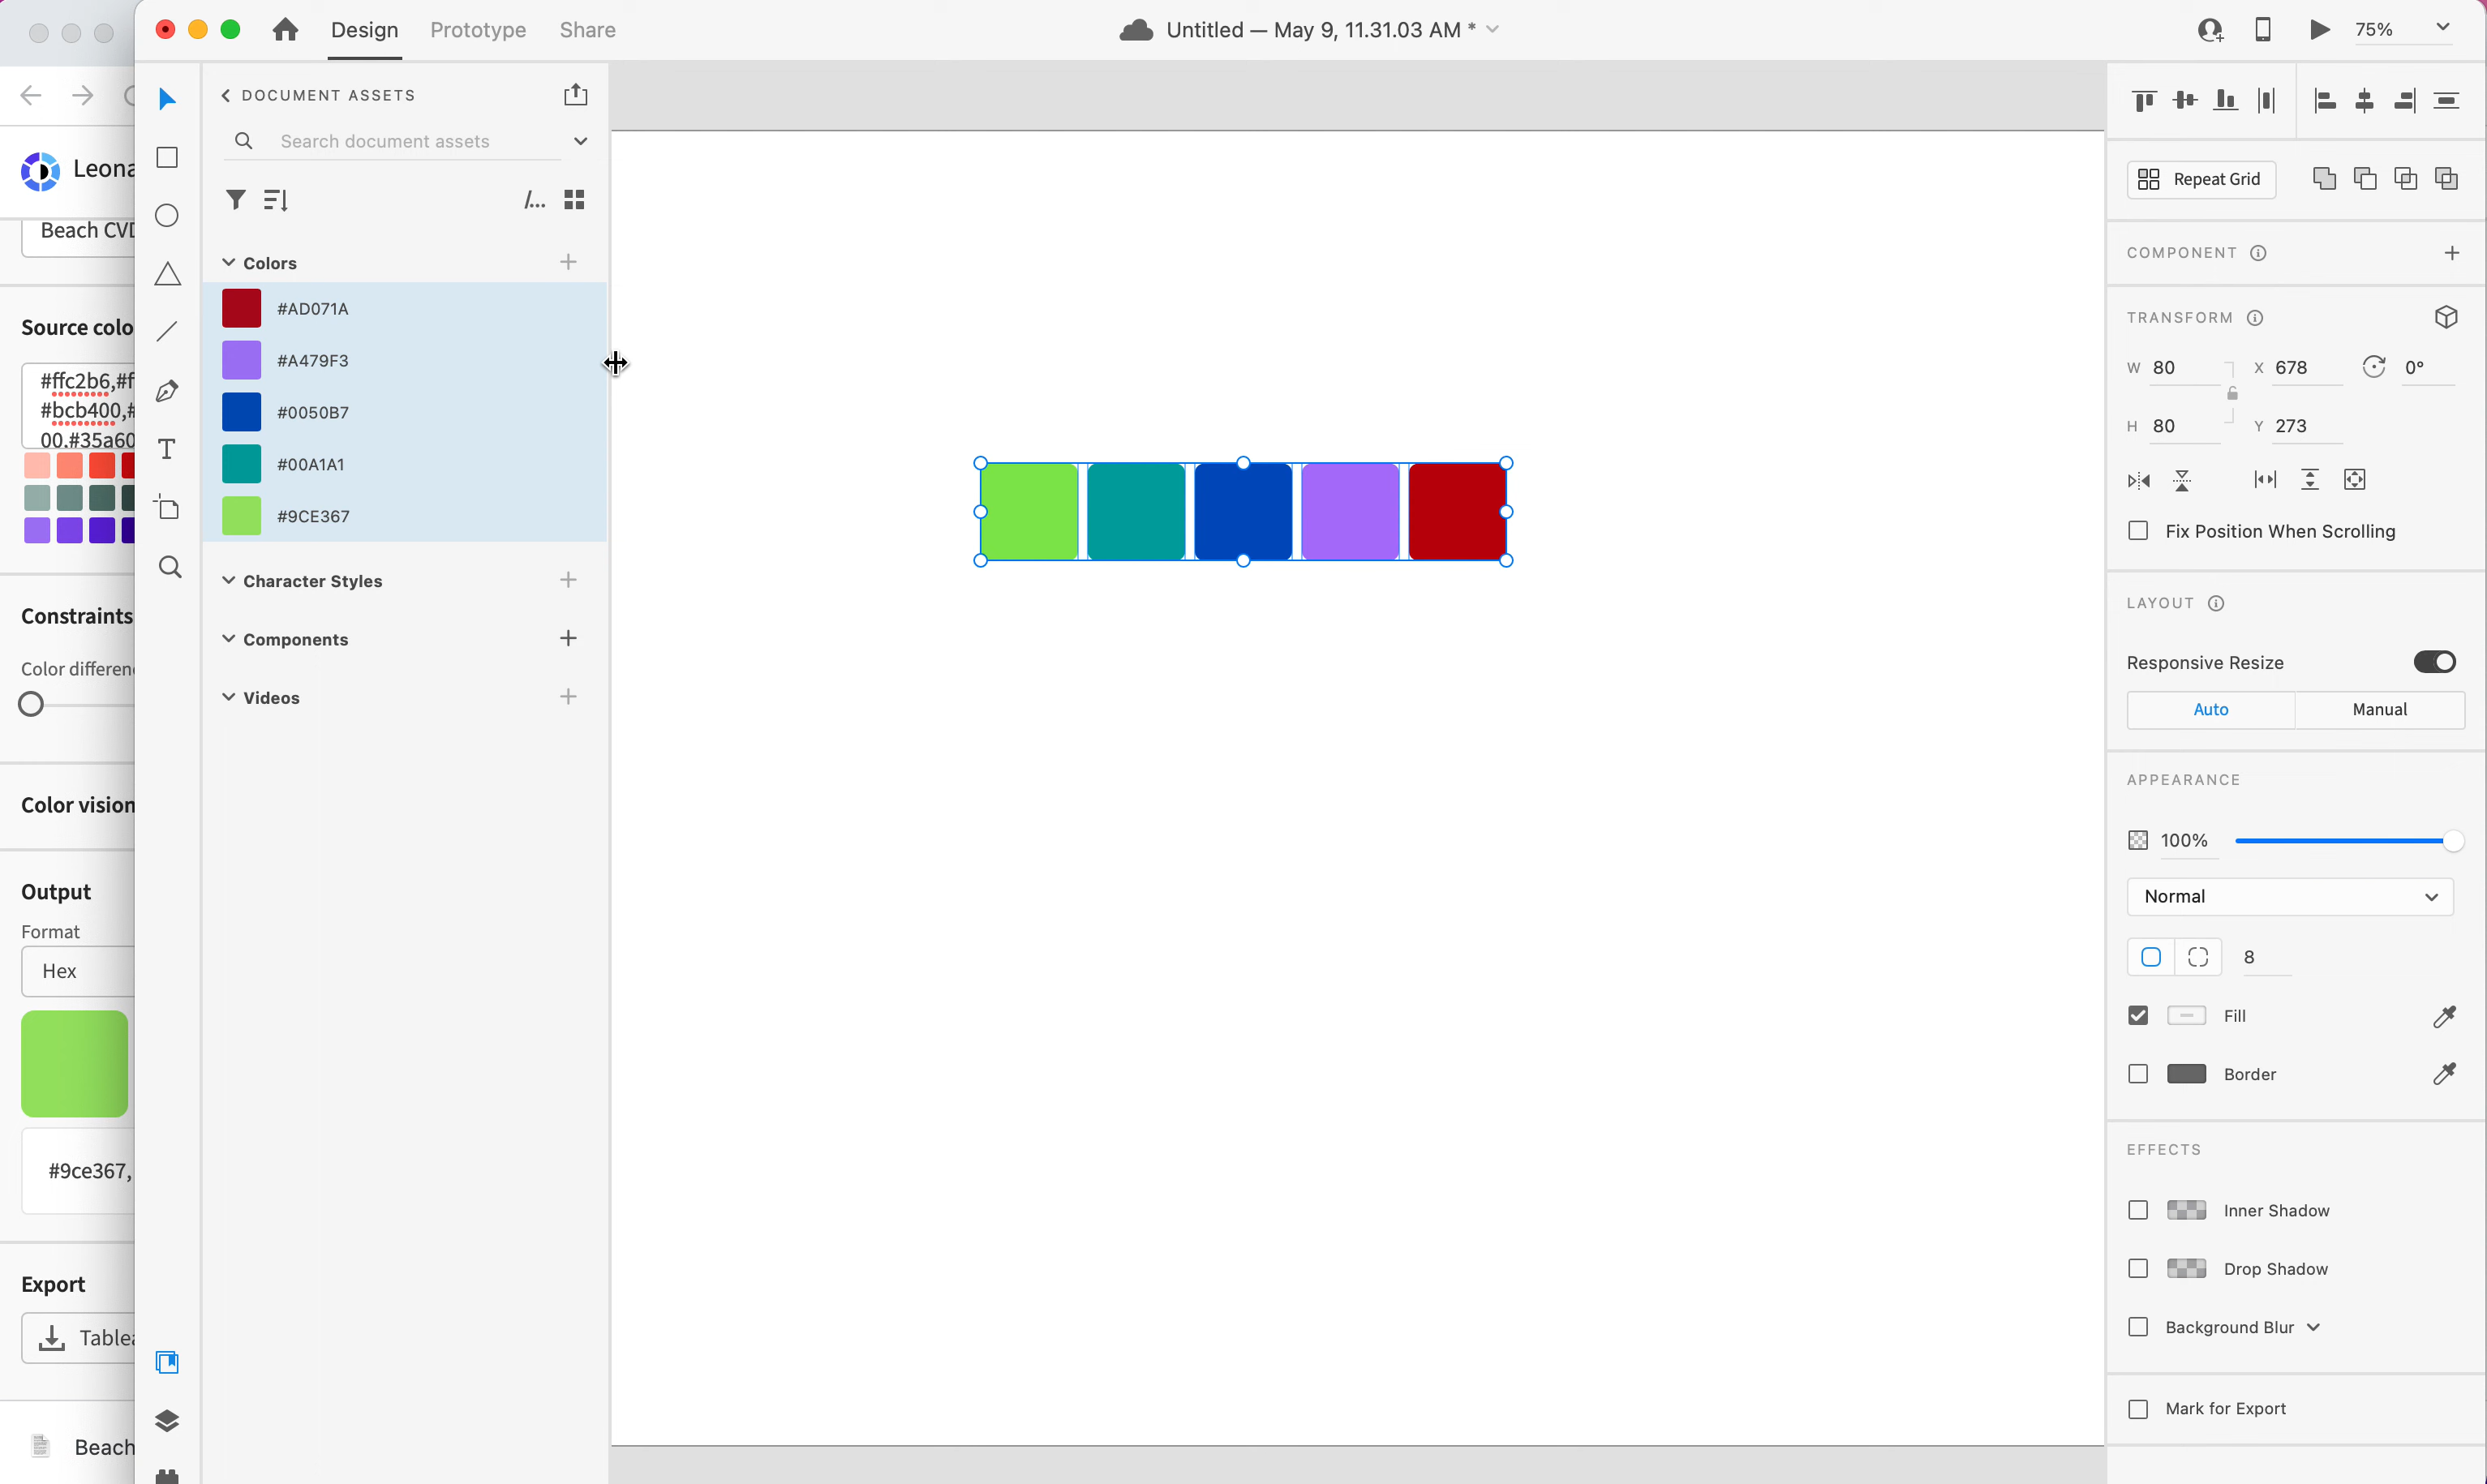 Design Prototype Share
Untitled — May 9, 11.31.03 AM *
75%
Leona
Beach CVD
Source colo
#ffc2b6,#f
#bcb400,#
00,#35a60
Constraints
Color differen
Color vision
Output
Format
Hex
#9ce367,
Export
Tablea
Beach
DOCUMENT ASSETS
Search document assets
/...
Colors
#AD071A
#A479F3
#0050B7
#00A1A1
#9CE367
Character Styles
Components
Videos
Repeat Grid
COMPONENT
TRANSFORM
W 80 X 678 0°
H 80 Y 273
Fix Position When Scrolling
LAYOUT
Responsive Resize
Auto Manual
APPEARANCE
100%
Normal
8
Fill
Border
EFFECTS
Inner Shadow
Drop Shadow
Background Blur
Mark for Export